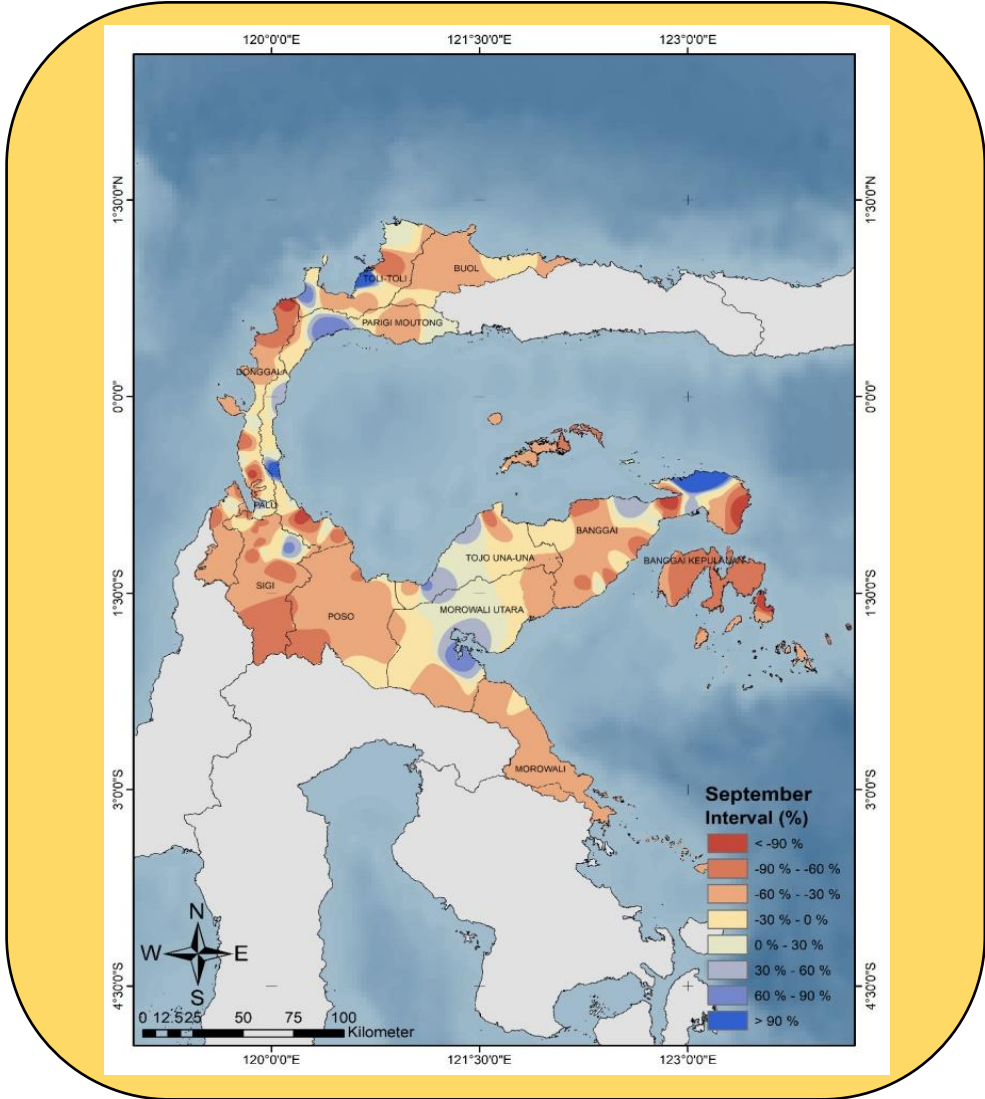 120°0'0"E 121°30'0"E 123°0'0"E
1°30'0"N 1°30'0"N
BUOL
TOLI-TOLI
PARIGI MOUTONG
DONGGALA
0°0'0" 0°0'0"
PALU
BANGGAI
TOJO UNA-UNA
BANGGAI KEPULAUAN
SIGI
1°30'0"S 1°30'0"S
MOROWALI UTARA
POSO
MOROWALI
3°0'0"S 3°0'0"S
September
Interval (%)
< -90 %
-90 % - -60 %
-60 % - -30 %
-30 % - 0 %
0 % - 30 %
30 % - 60 %
60 % - 90 %
> 90 %
N
W E
S
4°30'0"S 4°30'0"S
0 12.525 50 75 100
Kilometer
120°0'0"E 121°30'0"E 123°0'0"E